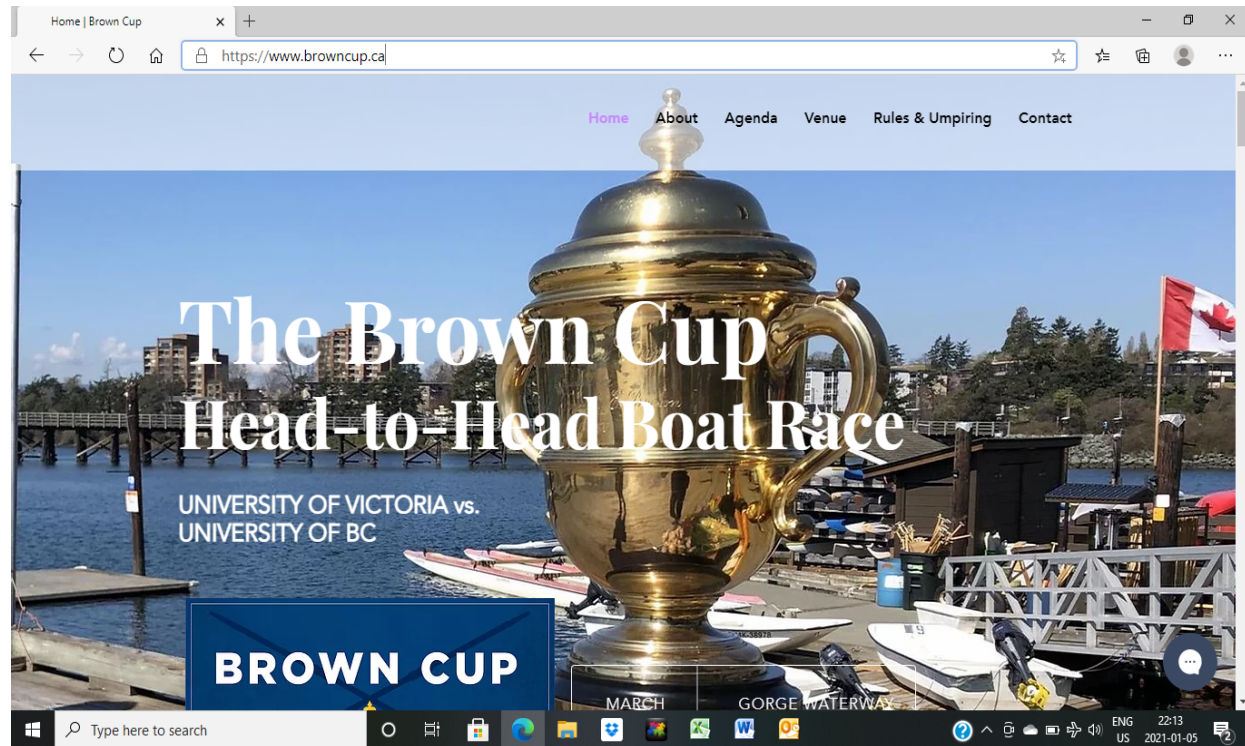 Home | Brown Cup
https://www.browncup.ca
Home About Agenda Venue Rules & Umpiring Contact
The Brown Cup
Head-to-Head Boat Race
UNIVERSITY OF VICTORIA vs.
UNIVERSITY OF BC
BROWN CUP
MARCH GORGE WATERWAY
Type here to search
ENG 22:13
US 2021-01-05
2